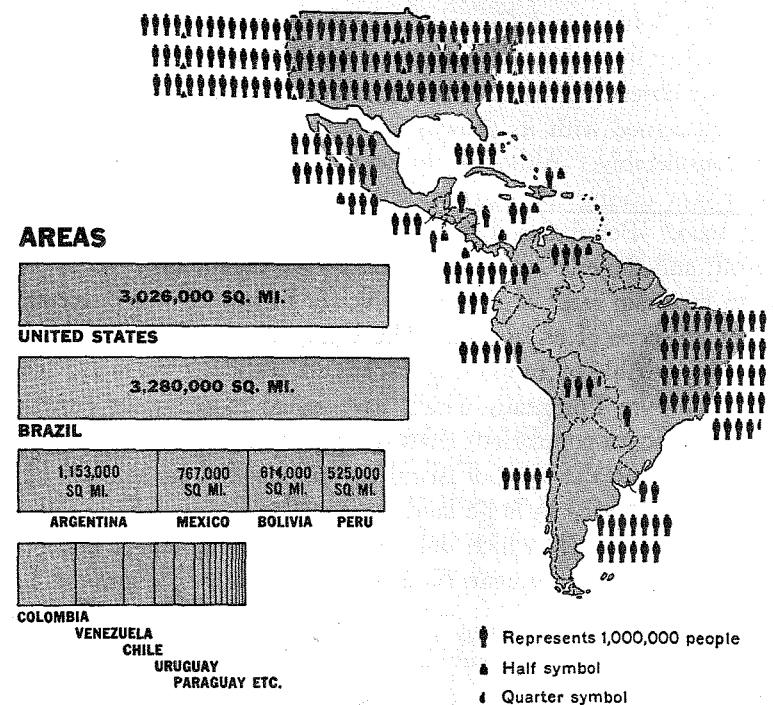 AREAS
3,026,000 SQ. MI.
UNITED STATES
3,280,000 SQ. MI.
BRAZIL
1,153,000
SQ MI.
767,000
SQ MI.
614,000
SQ. MI.
525,000
SQ. MI.
ARGENTINA
MEXICO
BOLIVIA
PERU
COLOMBIA
VENEZUELA
CHILE
URUGUAY
PARAGUAY ETC.
Represents 1,000,000 people
Half symbol
Quarter symbol